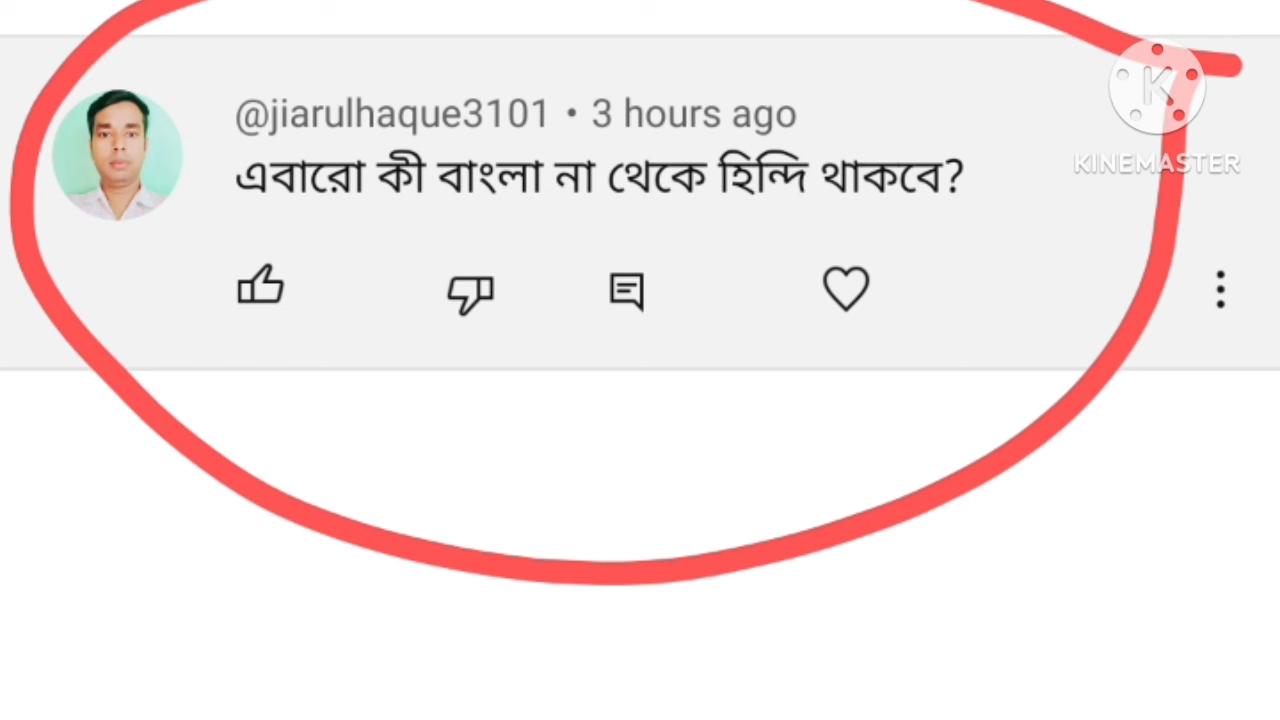 @jiarulhaque3101 • 3 hours ago
এবারো কী বাংলা না থেকে হিন্দি থাকবে?
K
KINEMASTER